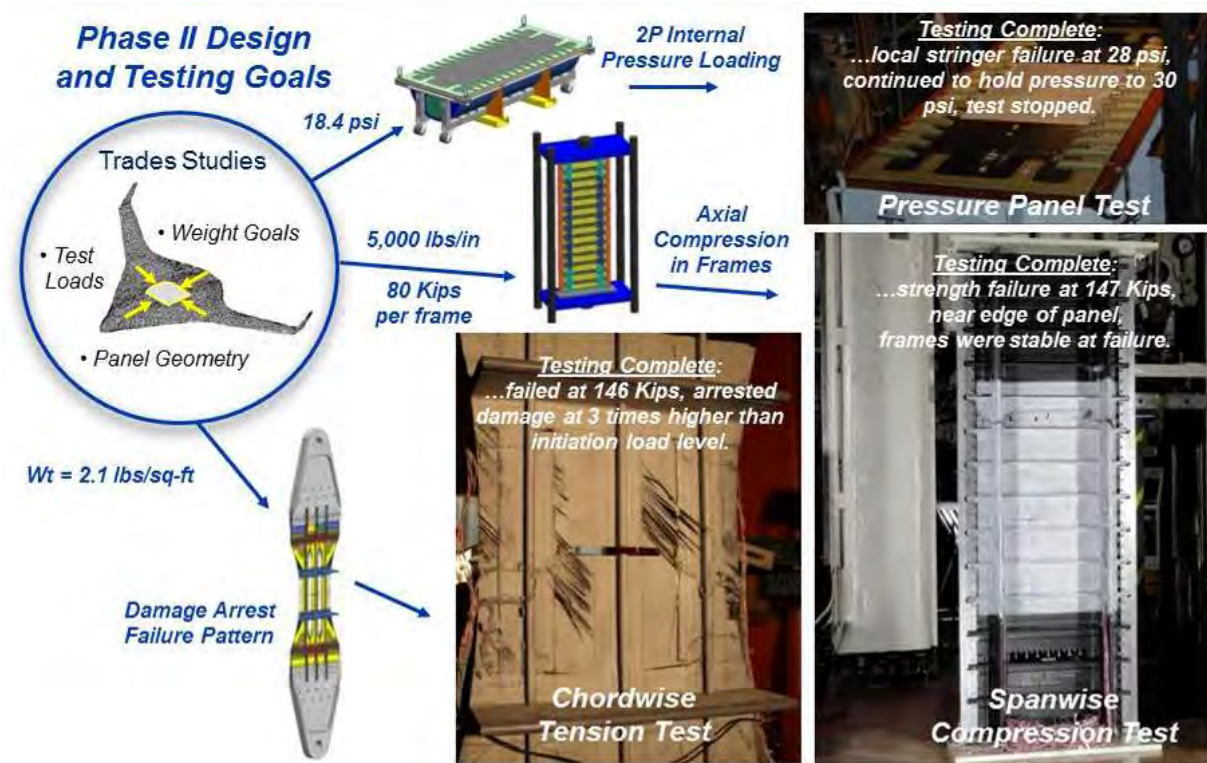 Phase II Design
and Testing Goals
Trades Studies
• Weight Goals
• Test
Loads
• Panel Geometry
18.4 psi
2P Internal
Pressure Loading
Testing Complete:
...local stringer failure at 28 psi,
continued to hold pressure to 30
psi, test stopped.
Pressure Panel Test
5,000 lbs/in
80 Kips
per frame
Axial
Compression
in Frames
Testing Complete:
...strength failure at 147 Kips,
near edge of panel,
frames were stable at failure.
Spanwise
Compression Test
Wt = 2.1 lbs/sq-ft
Damage Arrest
Failure Pattern
Testing Complete:
...failed at 146 Kips, arrested
damage at 3 times higher than
initiation load level.
Chordwise
Tension Test